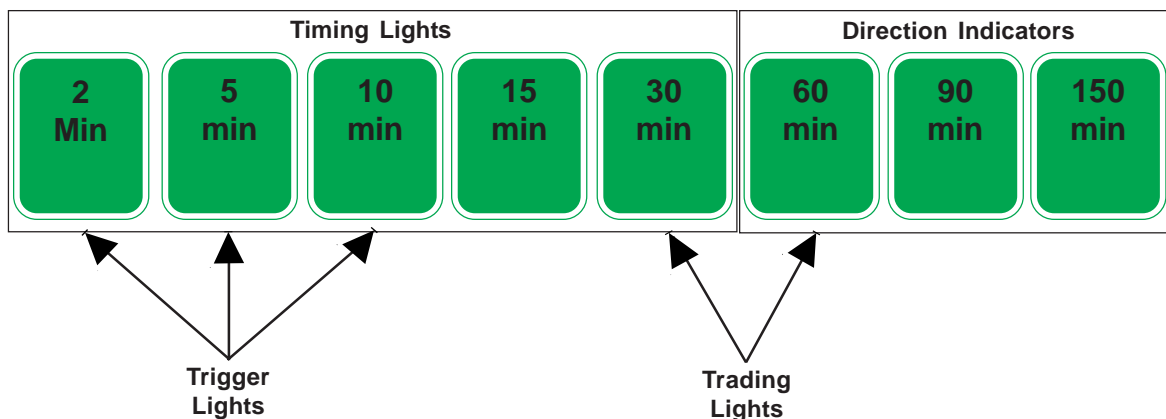 Timing Lights
Direction Indicators
2
Min
5
min
10
min
15
min
30
min
60
min
90
min
150
min
Trigger
Lights
Trading
Lights